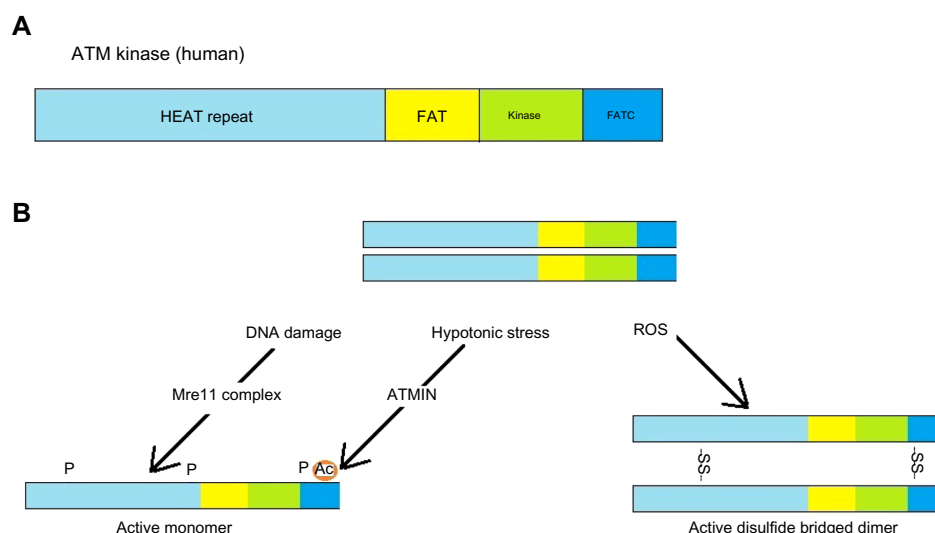 A
ATM kinase (human)
HEAT repeat FAT Kinase FATC
B
DNA damage Hypotonic stress ROS
Mre11 complex ATMIN
P P P Ac
-SS- -SS-
Active monomer Active disulfide bridged dimer